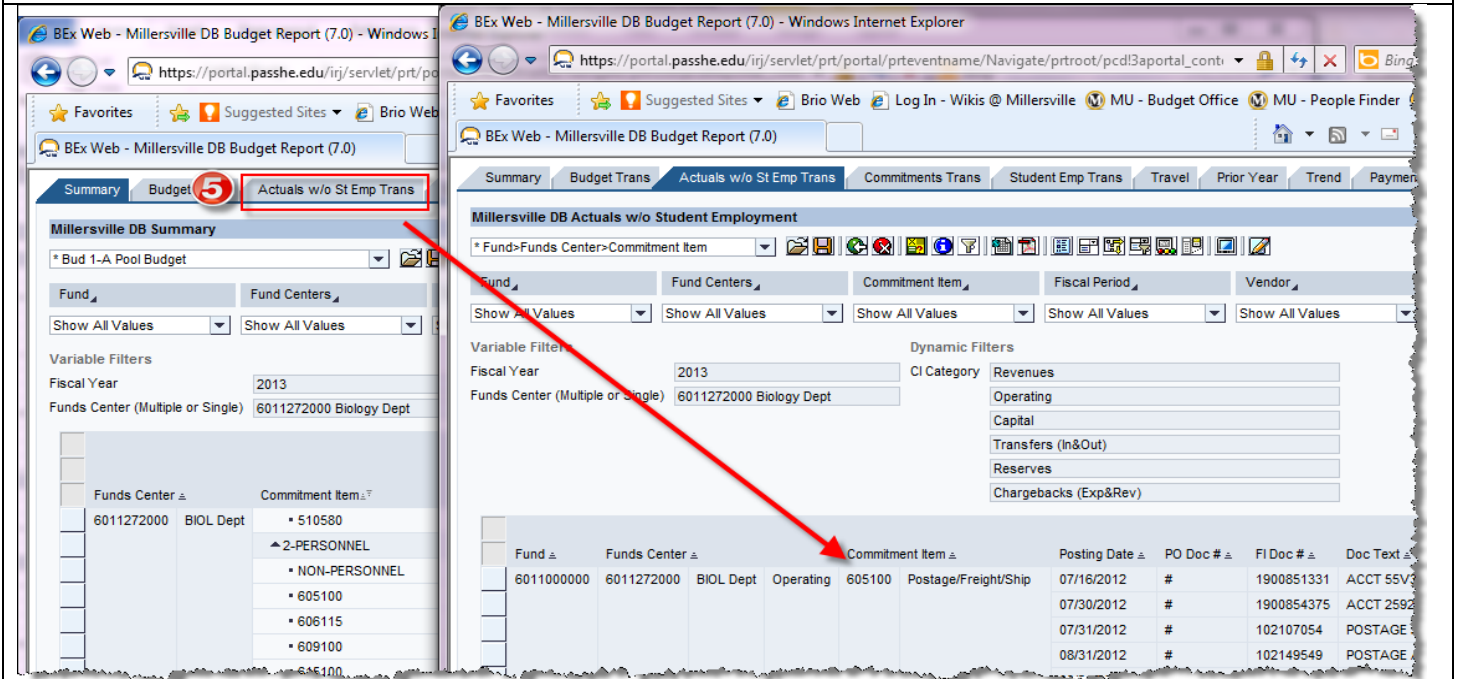 BEx Web - Millersville DB Budget Report (7.0) - Windows I
https://portal.passhe.edu/irj/servlet/prt/po
Favorites Suggested Sites Brio Web
BEx Web - Millersville DB Budget Report (7.0)
Summary Budget 5 Actuals w/o St Emp Trans
Millersville DB Summary
* Bud 1-A Pool Budget
Fund Fund Centers
Show All Values Show All Values
Variable Filters
Fiscal Year 2013
Funds Center (Multiple or Single) 6011272000 Biology Dept
Funds Center Commitment Item
6011272000 BIOL Dept 510580
2-PERSONNEL
NON-PERSONNEL
605100
606115
609100
615100
BEx Web - Millersville DB Budget Report (7.0) - Windows Internet Explorer
https://portal.passhe.edu/irj/servlet/prt/portal/prteventname/Navigate/prtroot/pcd!3aportal_conte Bing
Favorites Suggested Sites Brio Web Log In - Wikis @ Millersville MU - Budget Office MU - People Finder
BEx Web - Millersville DB Budget Report (7.0)
Summary Budget Trans Actuals w/o St Emp Trans Commitments Trans Student Emp Trans Travel Prior Year Trend Paymen
Millersville DB Actuals w/o Student Employment
* Fund>Funds Center>Commitment Item
Fund Fund Centers Commitment Item Fiscal Period Vendor
Show All Values Show All Values Show All Values Show All Values Show All Values
Variable Filters Dynamic Filters
Fiscal Year 2013 CI Category Revenues
Funds Center (Multiple or Single) 6011272000 Biology Dept Operating
Capital
Transfers (In&Out)
Reserves
Chargebacks (Exp&Rev)
Fund Funds Center Commitment Item Posting Date PO Doc # FI Doc # Doc Text
6011000000 6011272000 BIOL Dept Operating 605100 Postage/Freight/Ship 07/16/2012 # 1900851331 ACCT 55V3
07/30/2012 # 1900854375 ACCT 2592
07/31/2012 # 102107054 POSTAGE
08/31/2012 # 102149549 POSTAGE